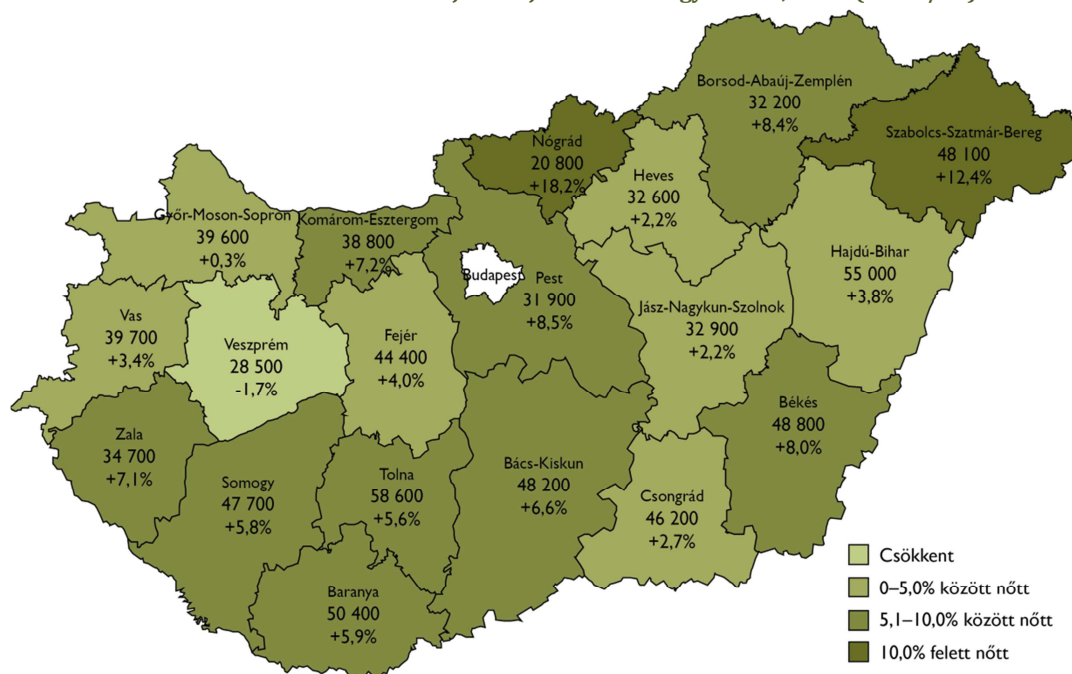 Borsod-Abaúj-Zemplén
32 200
+8,4%
Szabolcs-Szatmár-Bereg
48 100
+12,4%
Nógrád
20 800
+18,2%
Heves
32 600
+2,2%
Győr-Moson-Sopron
39 600
+0,3%
Komárom-Esztergom
38 800
+7,2%
Hajdú-Bihar
55 000
+3,8%
Budapest
Pest
31 900
+8,5%
Jász-Nagykun-Szolnok
32 900
+2,2%
Vas
39 700
+3,4%
Veszprém
28 500
-1,7%
Fejér
44 400
+4,0%
Békés
48 800
+8,0%
Zala
34 700
+7,1%
Somogy
47 700
+5,8%
Tolna
58 600
+5,6%
Bács-Kiskun
48 200
+6,6%
Csongrád
46 200
+2,7%
Baranya
50 400
+5,9%
Csökkent
0–5,0% között nőtt
5,1–10,0% között nőtt
10,0% felett nőtt